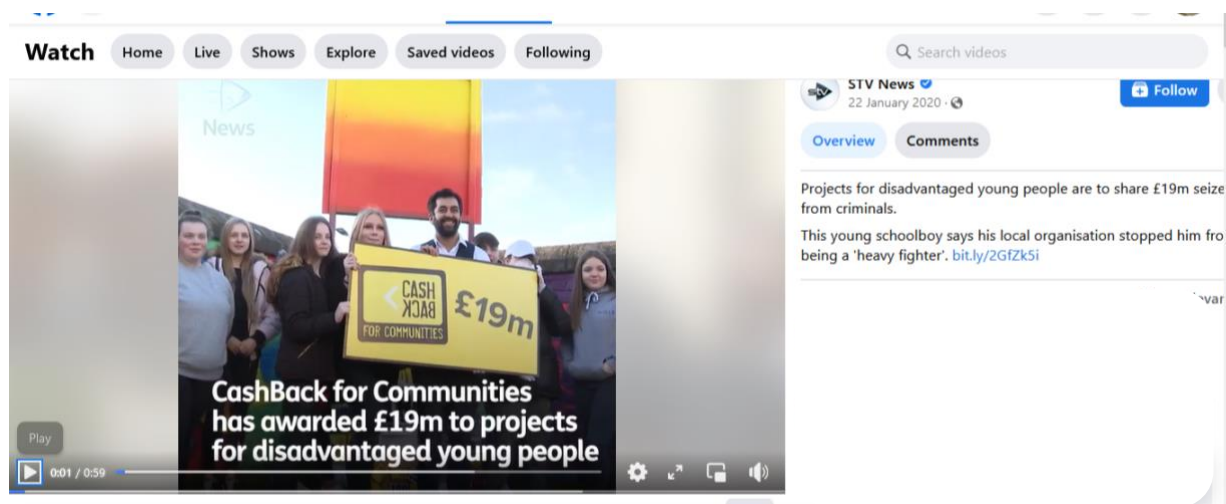 Watch
Home
Live
Shows
Explore
Saved videos
Following
Search videos
News
CASH
BACK
FOR COMMUNITIES
£19m
CashBack for Communities
has awarded £19m to projects
for disadvantaged young people
Play
0:01 / 0:59
stv
STV News
22 January 2020 ·
Follow
Overview
Comments
Projects for disadvantaged young people are to share £19m seize
from criminals.
This young schoolboy says his local organisation stopped him fro
being a 'heavy fighter'. bit.ly/2GfZk5i